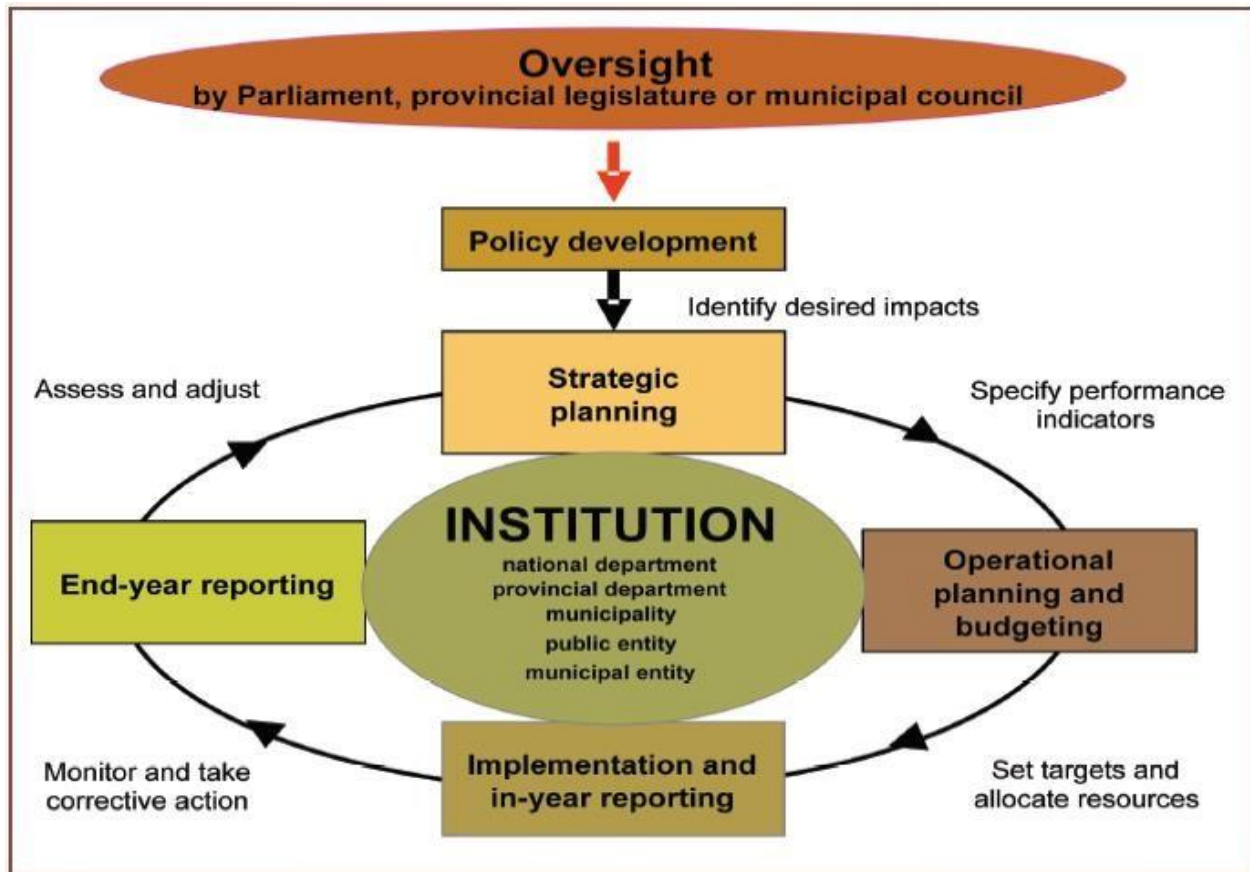 Oversight
by Parliament, provincial legislature or municipal council
Policy development
Identify desired impacts
Strategic
planning
Assess and adjust
Specify performance
indicators
INSTITUTION
national department
provincial department
municipality
public entity
municipal entity
End-year reporting
Operational
planning and
budgeting
Implementation and
in-year reporting
Monitor and take
corrective action
Set targets and
allocate resources